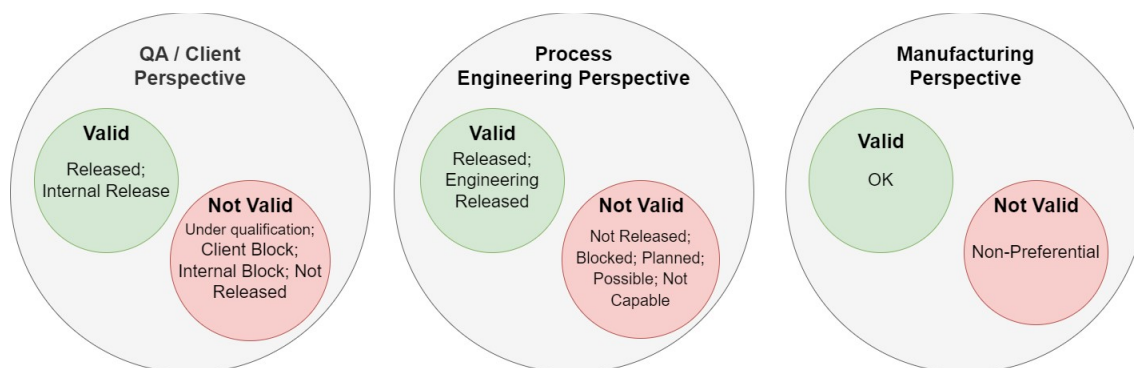 QA / Client
Perspective
Valid
Released;
Internal Release
Not Valid
Under qualification;
Client Block;
Internal Block; Not
Released
Process
Engineering Perspective
Valid
Released;
Engineering
Released
Not Valid
Not Released;
Blocked; Planned;
Possible; Not
Capable
Manufacturing
Perspective
Valid
OK
Not Valid
Non-Preferential